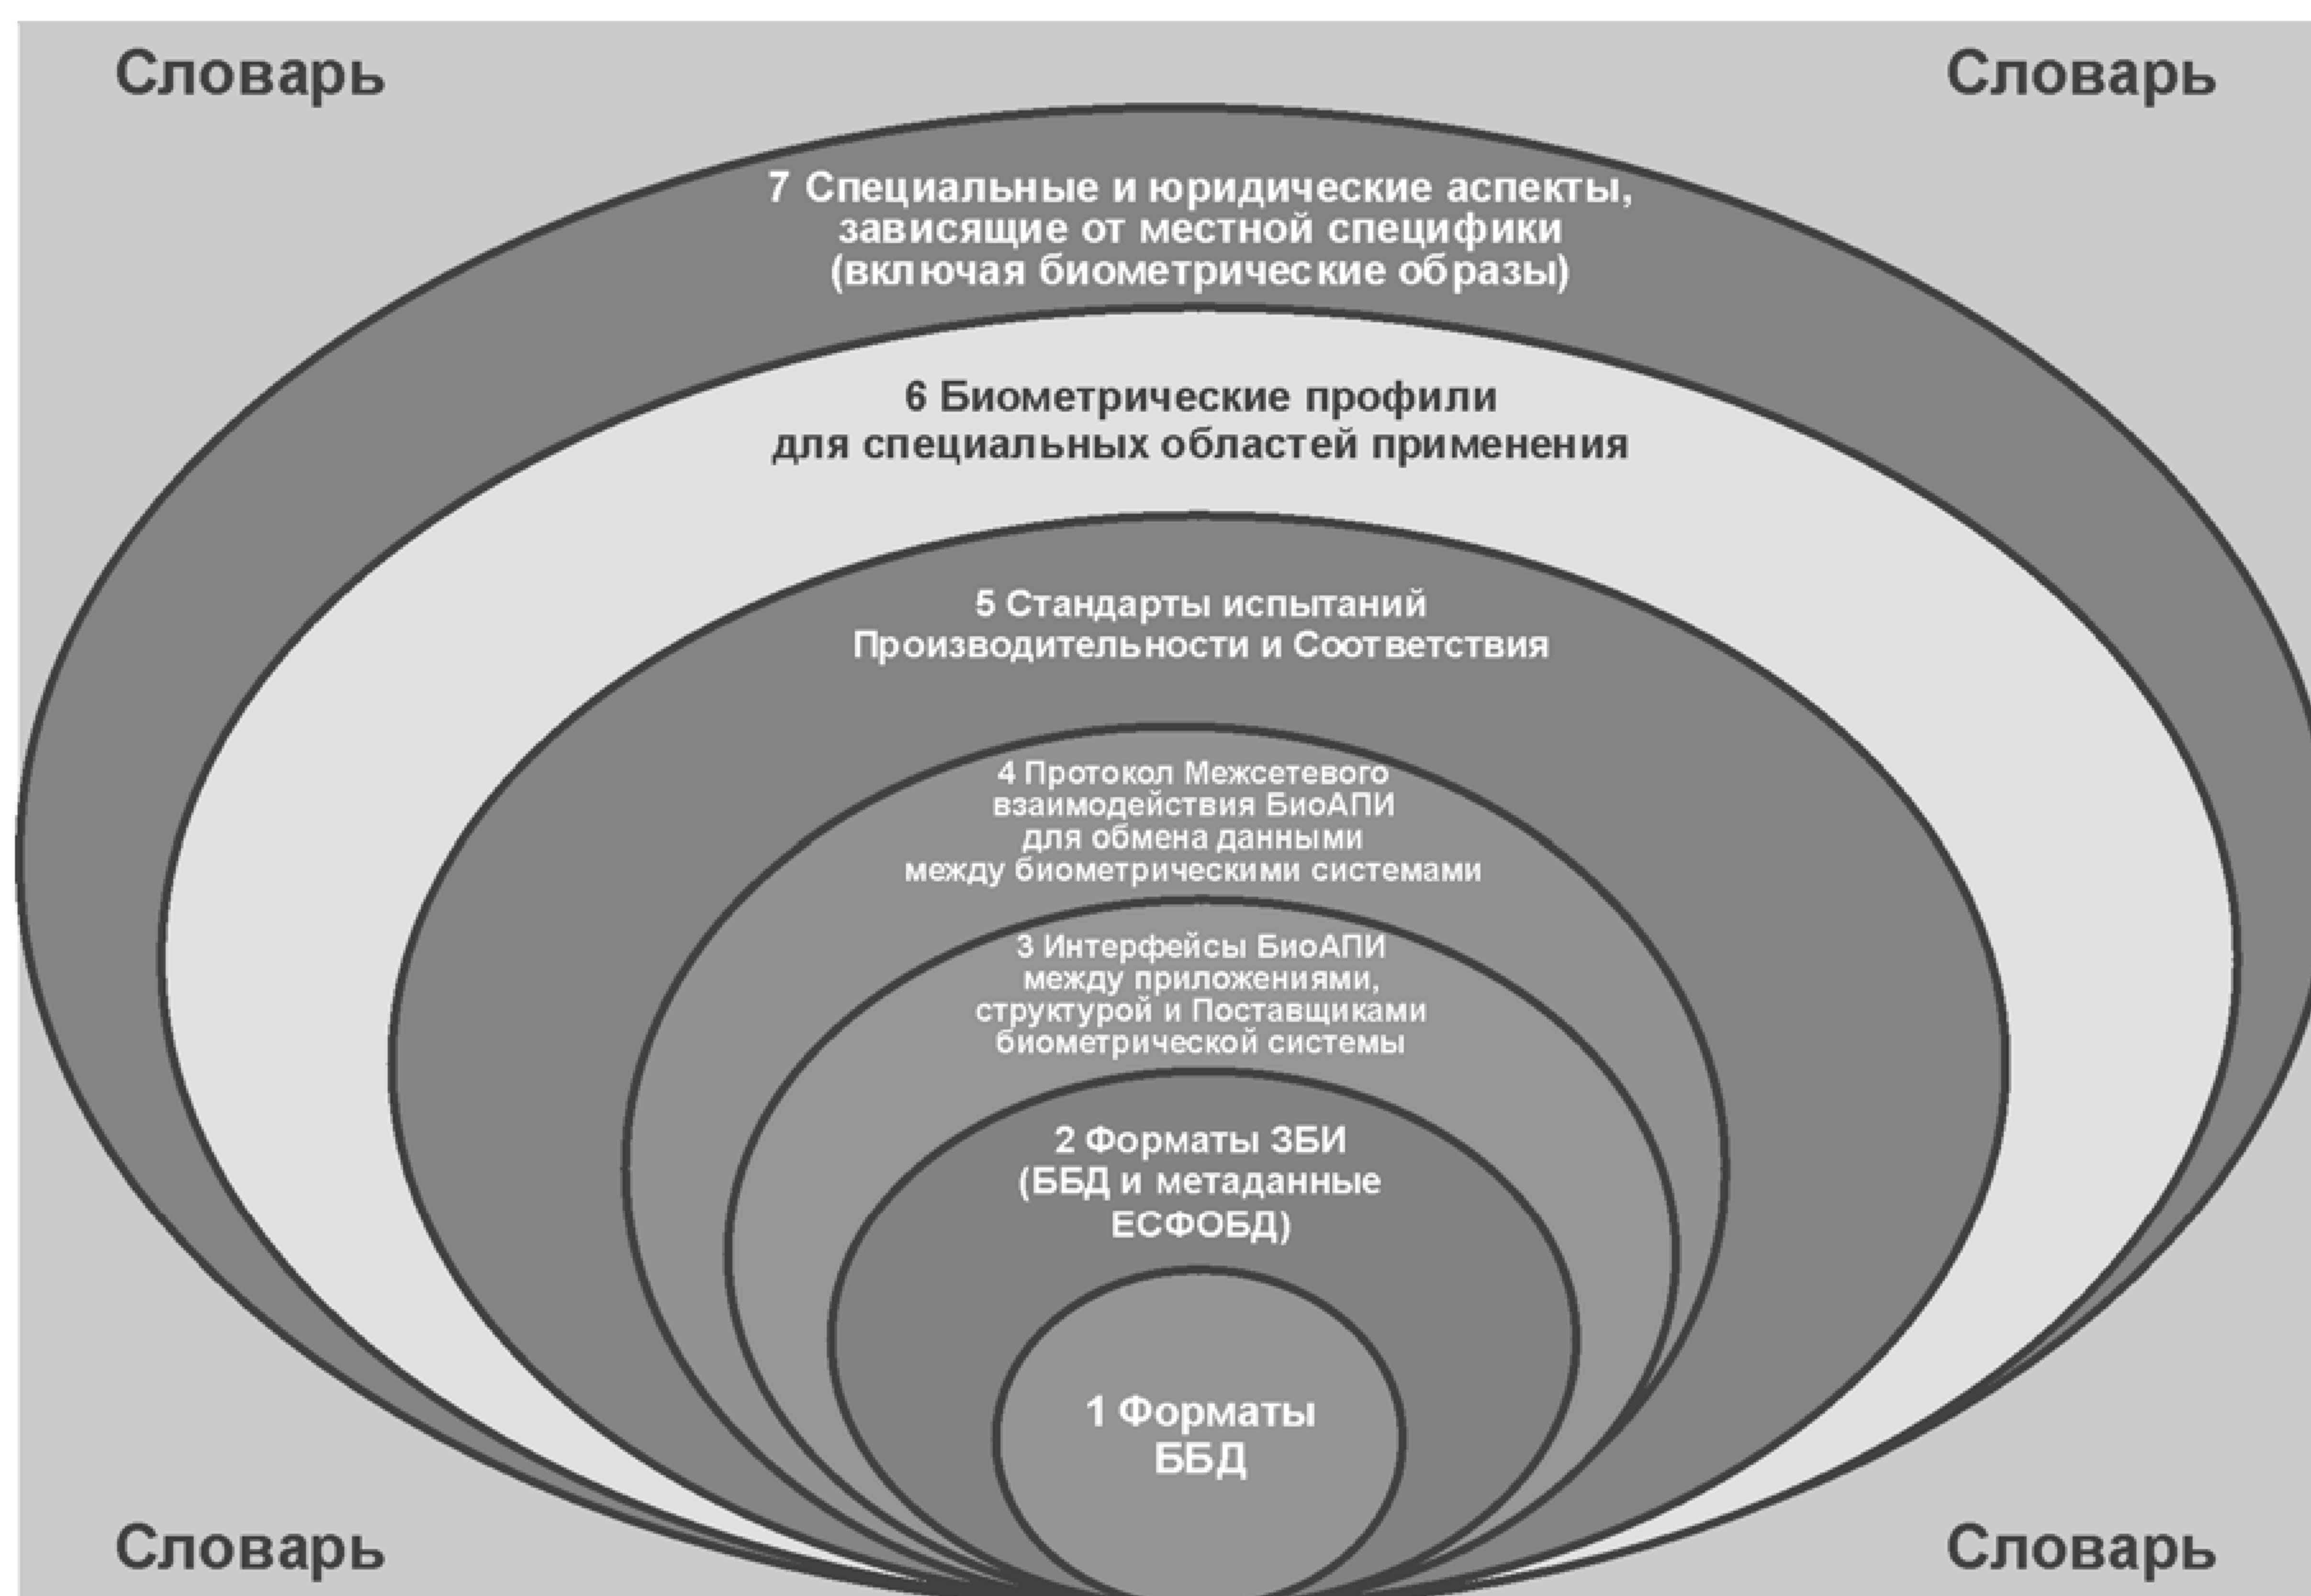 Словарь
Словарь
7 Специальные и юридические аспекты,
зависящие от местной специфики
(включая биометрические образы)
6 Биометрические профили
для специальных областей применения
5 Стандарты испытаний
Производительности и Соответствия
4 Протокол Межсетевого
взаимодействия БиоАПИ
для обмена данными
между биометрическими системами
3 Интерфейсы БиоАПИ
между приложениями,
структурой и Поставщиками
биометрической системы
2 Форматы ЗБИ
(ББД и метаданные
ЕСФОБД)
1 Форматы
ББД
Словарь
Словарь